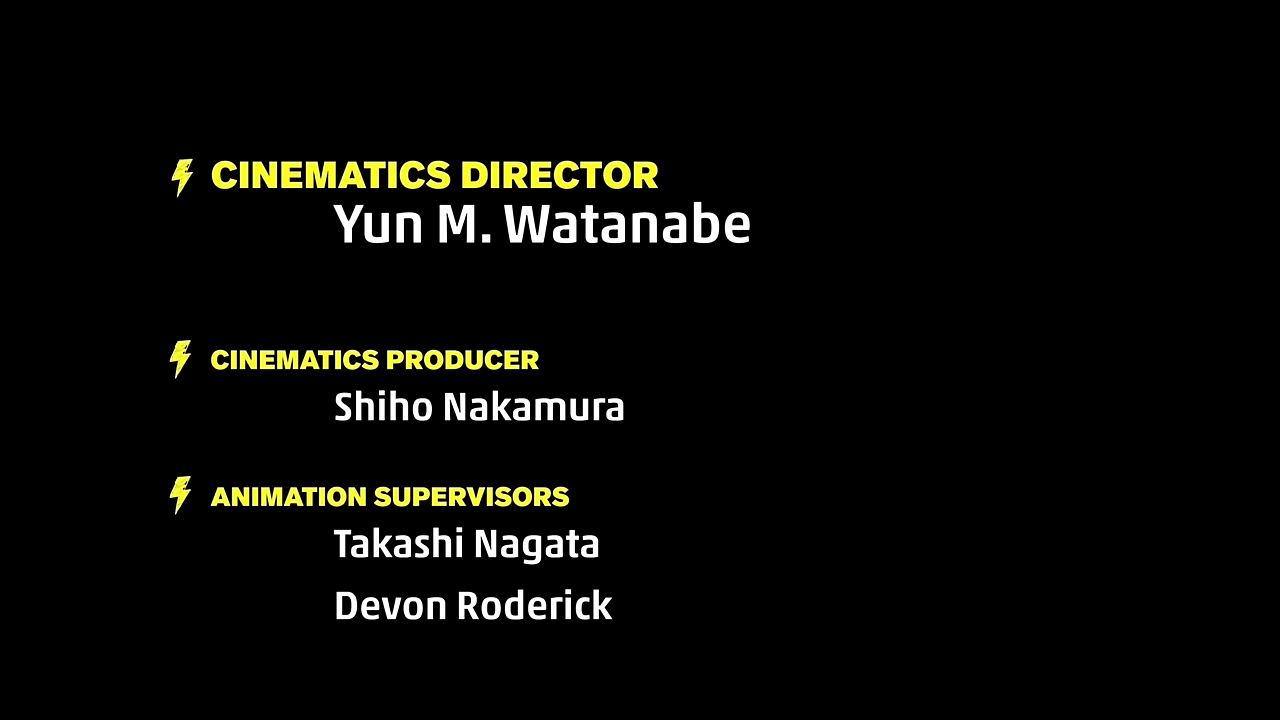 CINEMATICS DIRECTOR
Yun M. Watanabe
CINEMATICS PRODUCER
Shiho Nakamura
ANIMATION SUPERVISORS
Takashi Nagata
Devon Roderick